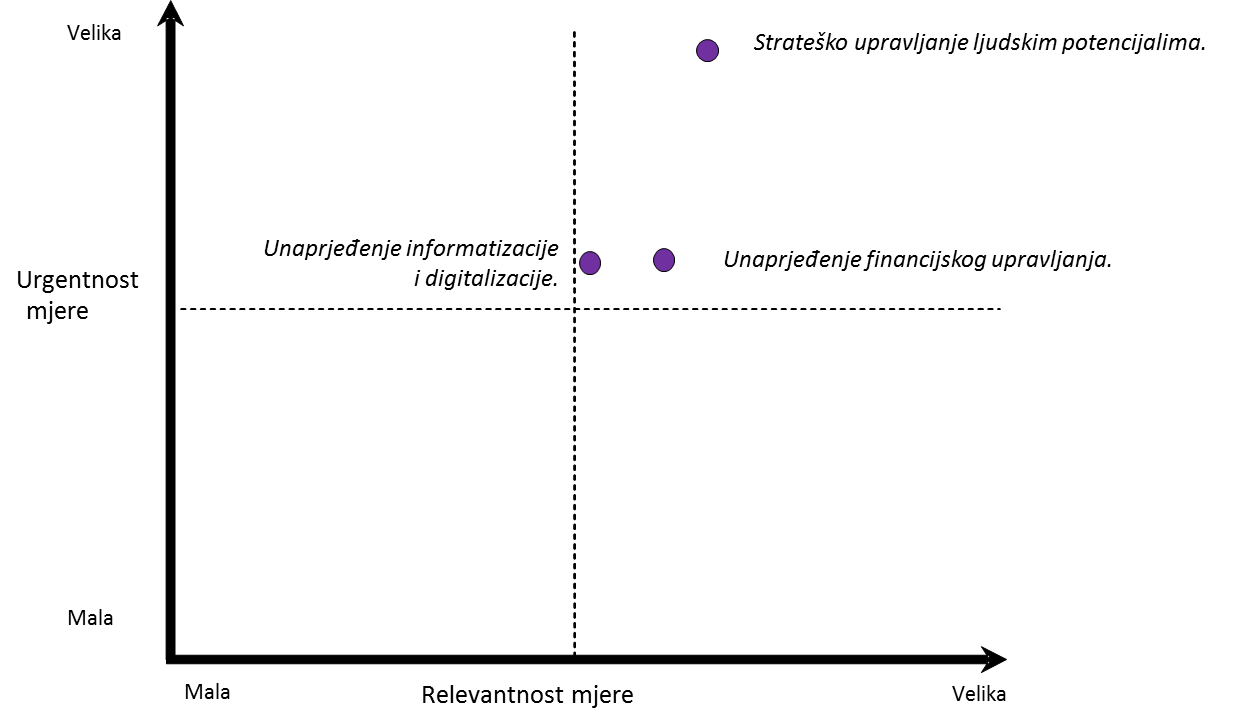 Velika
Strateško upravljanje ljudskim potencijalima.
Unaprjeđenje informatizacije
i digitalizacije.
Unaprjeđenje financijskog upravljanja.
Urgentnost
mjere
Mala
Mala
Relevantnost mjere
Velika